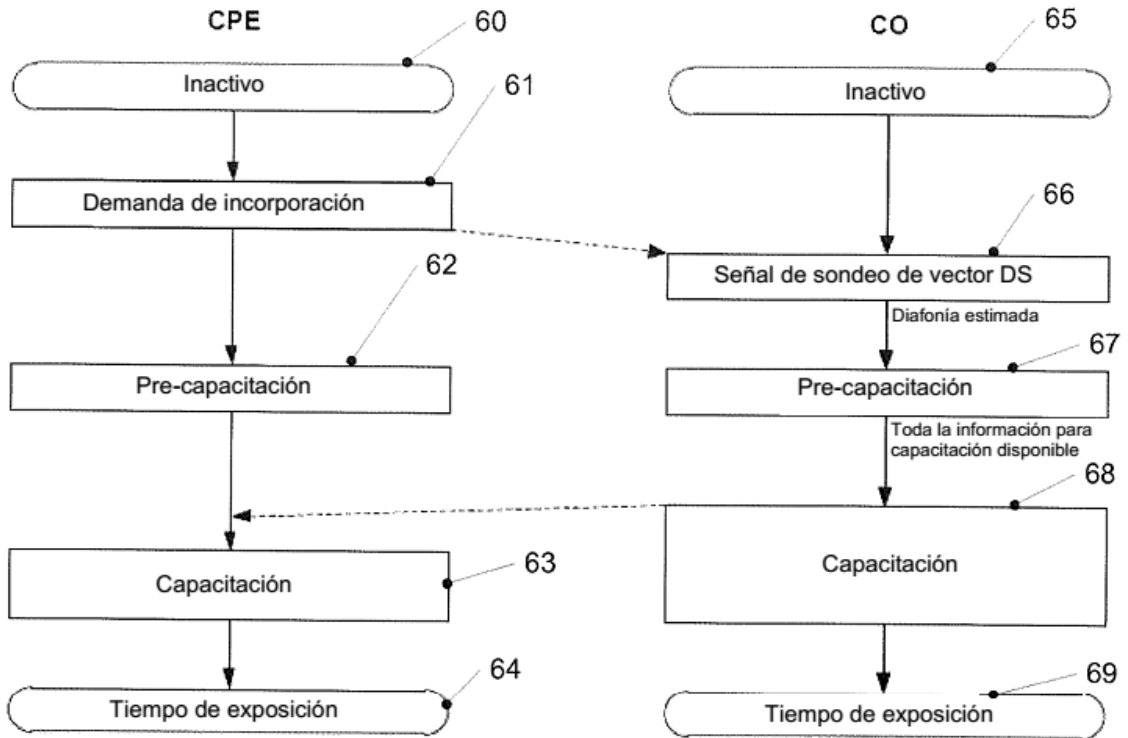 CPE
60
Inactivo
61
Demanda de incorporación
62
Pre-capacitación
Capacitación
63
64
Tiempo de exposición
CO
65
Inactivo
66
Señal de sondeo de vector DS
Diafonía estimada
67
Pre-capacitación
Toda la información para
capacitación disponible
68
Capacitación
69
Tiempo de exposición